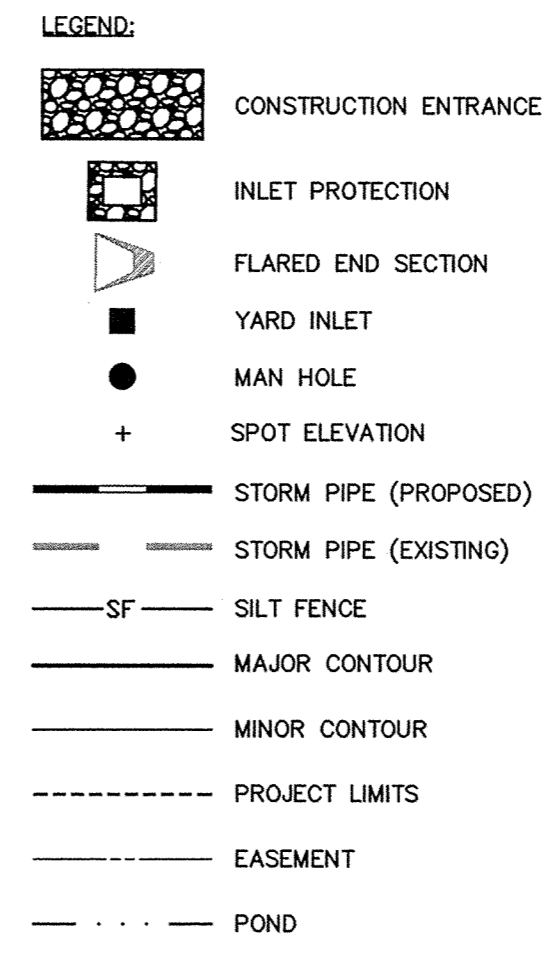 LEGEND:
CONSTRUCTION ENTRANCE
INLET PROTECTION
FLARED END SECTION
YARD INLET
MAN HOLE
SPOT ELEVATION
STORM PIPE (PROPOSED)
STORM PIPE (EXISTING)
SF SILT FENCE
MAJOR CONTOUR
MINOR CONTOUR
PROJECT LIMITS
EASEMENT
POND